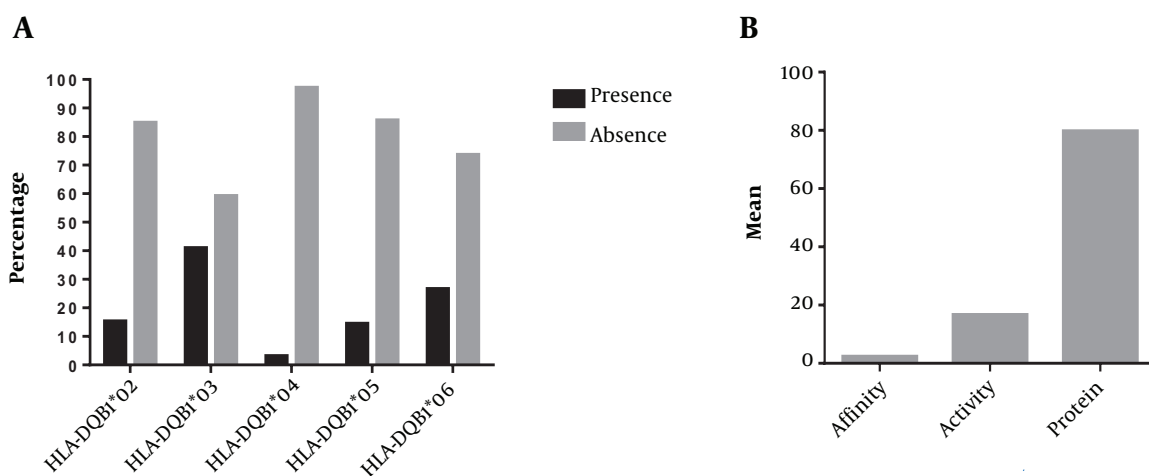 A
Percentage
100
90
80
70
60
50
40
30
20
10
0
HLA-DQB1*02
HLA-DQB1*03
HLA-DQB1*04
HLA-DQB1*05
HLA-DQB1*06
Presence
Absence
B
Mean
100
80
60
40
20
0
Affinity
Activity
Protein